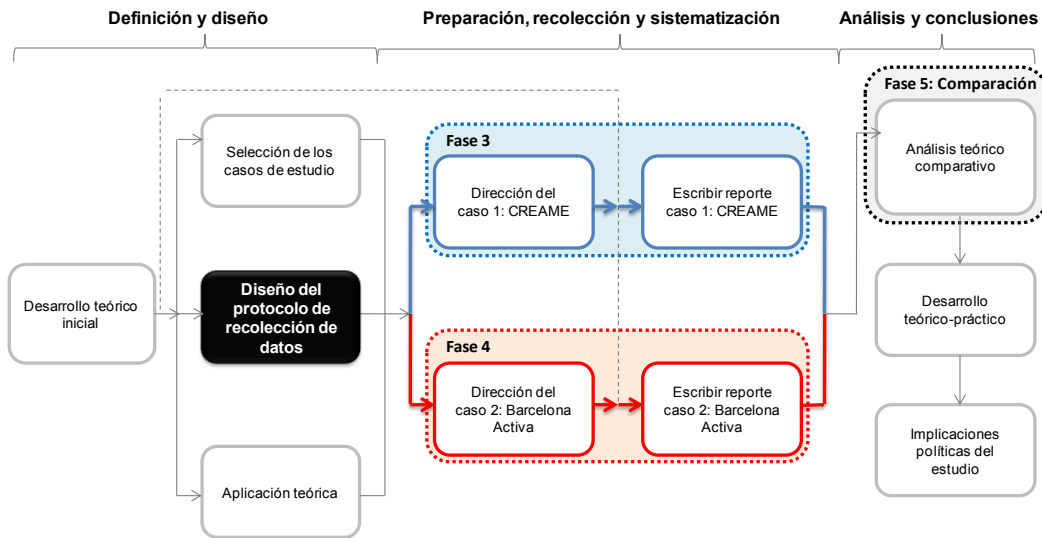 Definición y diseño
Preparación, recolección y sistematización
Análisis y conclusiones
Desarrollo teórico
inicial
Selección de los
casos de estudio
Diseño del
protocolo de
recolección de
datos
Aplicación teórica
Fase 3
Dirección del
caso 1: CREAME
Escribir reporte
caso 1: CREAME
Fase 4
Dirección del
caso 2: Barcelona
Activa
Escribir reporte
caso 2: Barcelona
Activa
Fase 5: Comparación
Análisis teórico
comparativo
Desarrollo
teórico-práctico
Implicaciones
políticas del
estudio